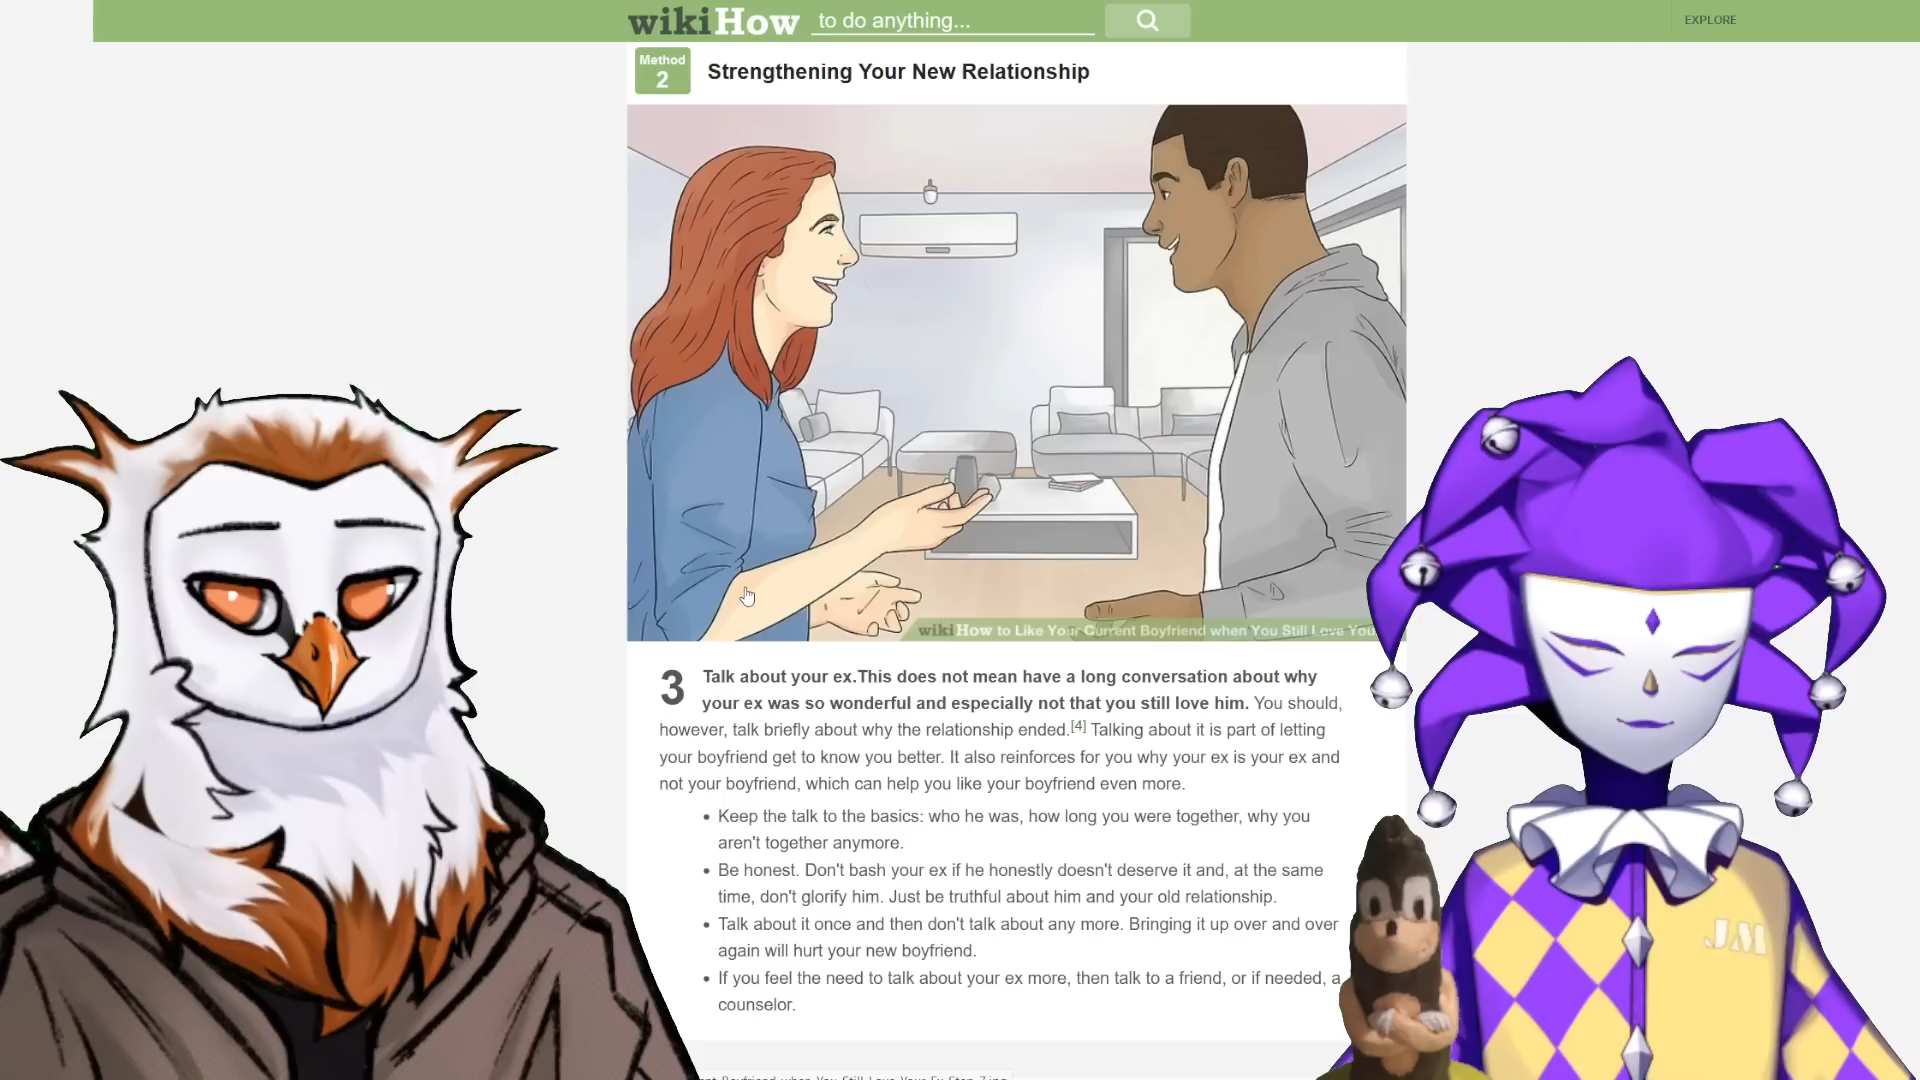 wikiHow to do anything...
EXPLORE
Method
2
Strengthening Your New Relationship
wikiHow to Like Your Current Boyfriend when You Still Love You
3 Talk about your ex.This does not mean have a long conversation about why
your ex was so wonderful and especially not that you still love him. You should,
however, talk briefly about why the relationship ended.[4] Talking about it is part of letting
your boyfriend get to know you better. It also reinforces for you why your ex is your ex and
not your boyfriend, which can help you like your boyfriend even more.
• Keep the talk to the basics: who he was, how long you were together, why you
aren't together anymore.
• Be honest. Don't bash your ex if he honestly doesn't deserve it and, at the same
time, don't glorify him. Just be truthful about him and your old relationship.
• Talk about it once and then don't talk about any more. Bringing it up over and over
again will hurt your new boyfriend.
• If you feel the need to talk about your ex more, then talk to a friend, or if needed, a
counselor.
JM